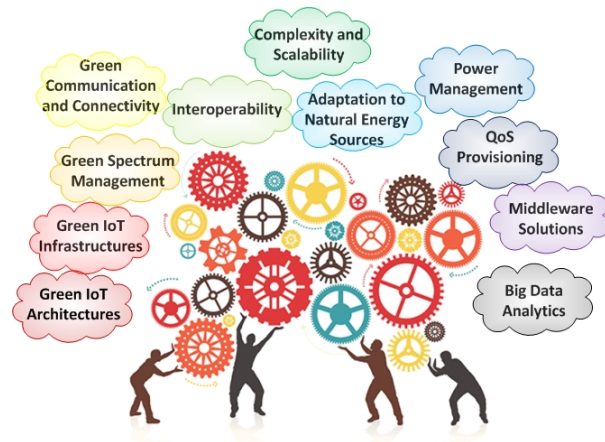 Complexity and
Scalability
Green
Communication
and Connectivity
Interoperability
Adaptation to
Natural Energy
Sources
Power
Management
Green Spectrum
Management
QoS
Provisioning
Green IoT
Infrastructures
Middleware
Solutions
Green IoT
Architectures
Big Data
Analytics